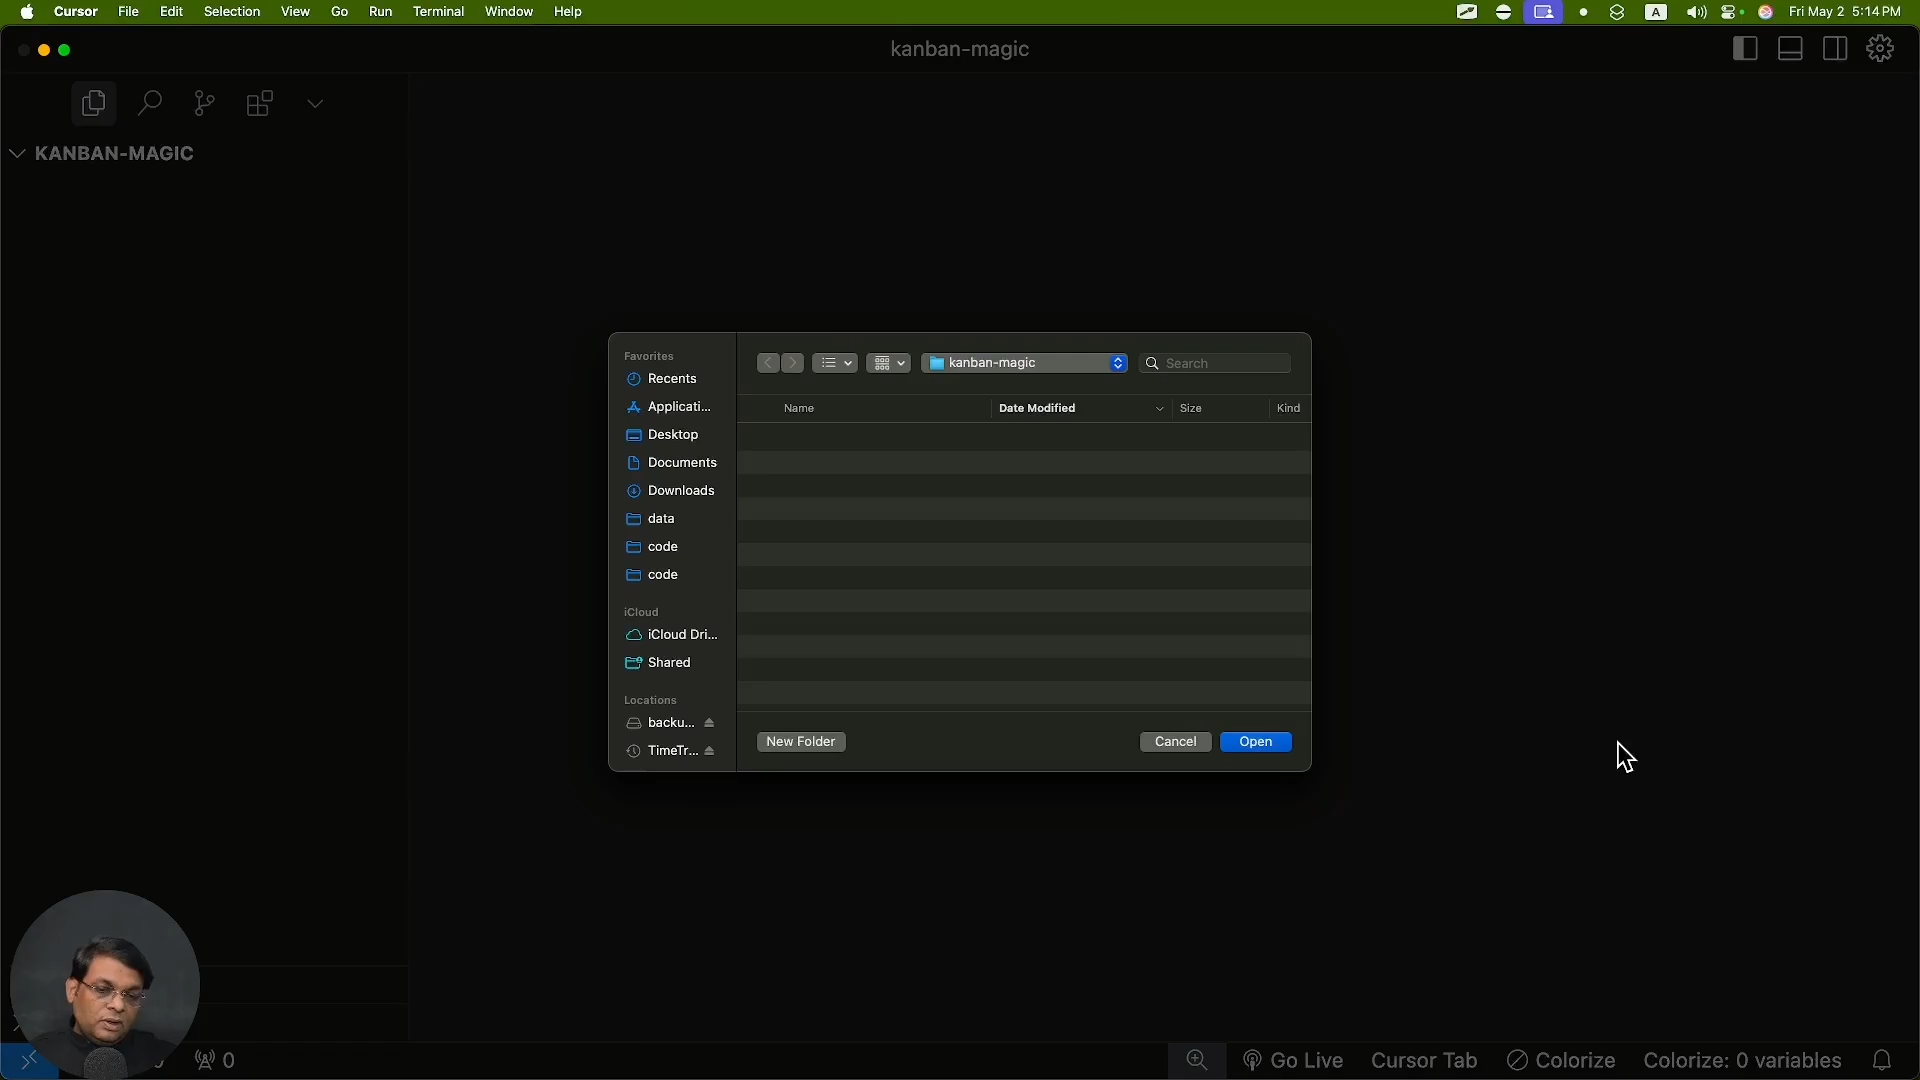 Cursor File Edit Selection View Go Run Terminal Window Help
A
Fri May 2 5:14 PM
kanban-magic
KANBAN-MAGIC
Favorites
Recents
Applicati...
Desktop
Documents
Downloads
data
code
code
iCloud
iCloud Dri...
Shared
Locations
backu...
TimeTr...
kanban-magic
Search
Name Date Modified Size Kind
New Folder Cancel Open
0 Go Live Cursor Tab Colorize Colorize: 0 variables